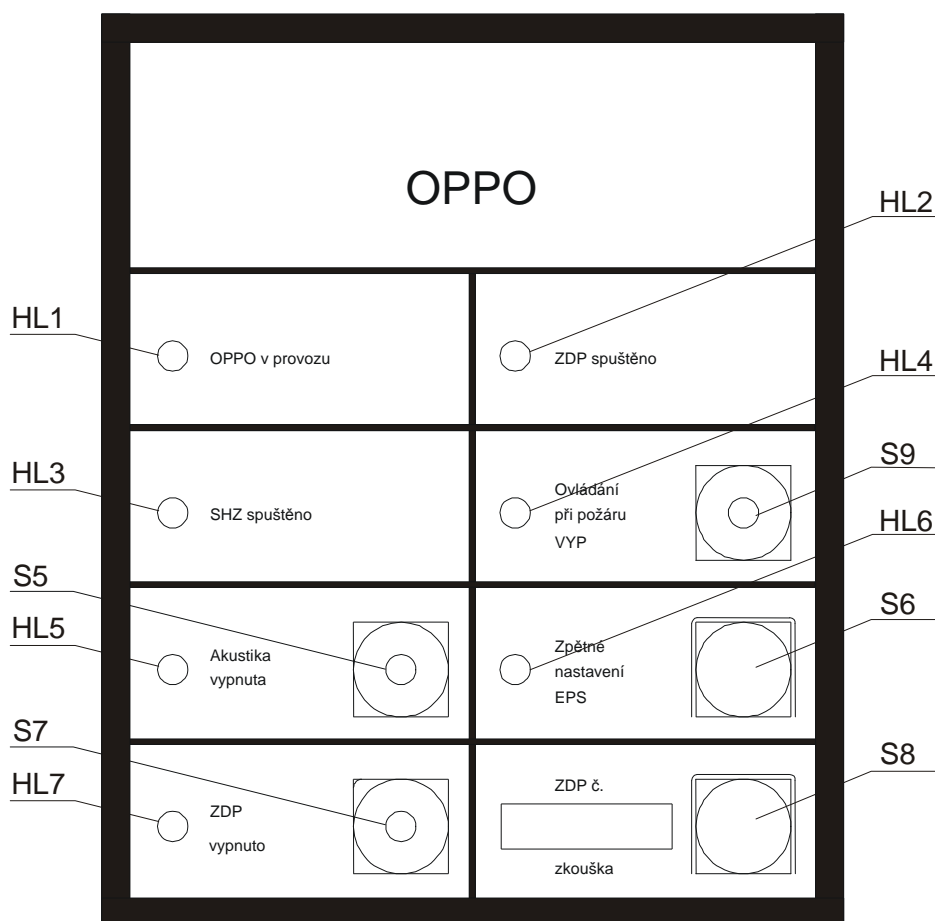 OPPO
HL2
HL1
OPPO v provozu
ZDP spuštěno
HL4
HL3
SHZ spuštěno
Ovládání
při požáru
VYP
S9
HL6
S5
HL5
Akustika
vypnuta
Zpětné
nastavení
EPS
S6
S7
HL7
ZDP
vypnuto
ZDP č.
zkouška
S8